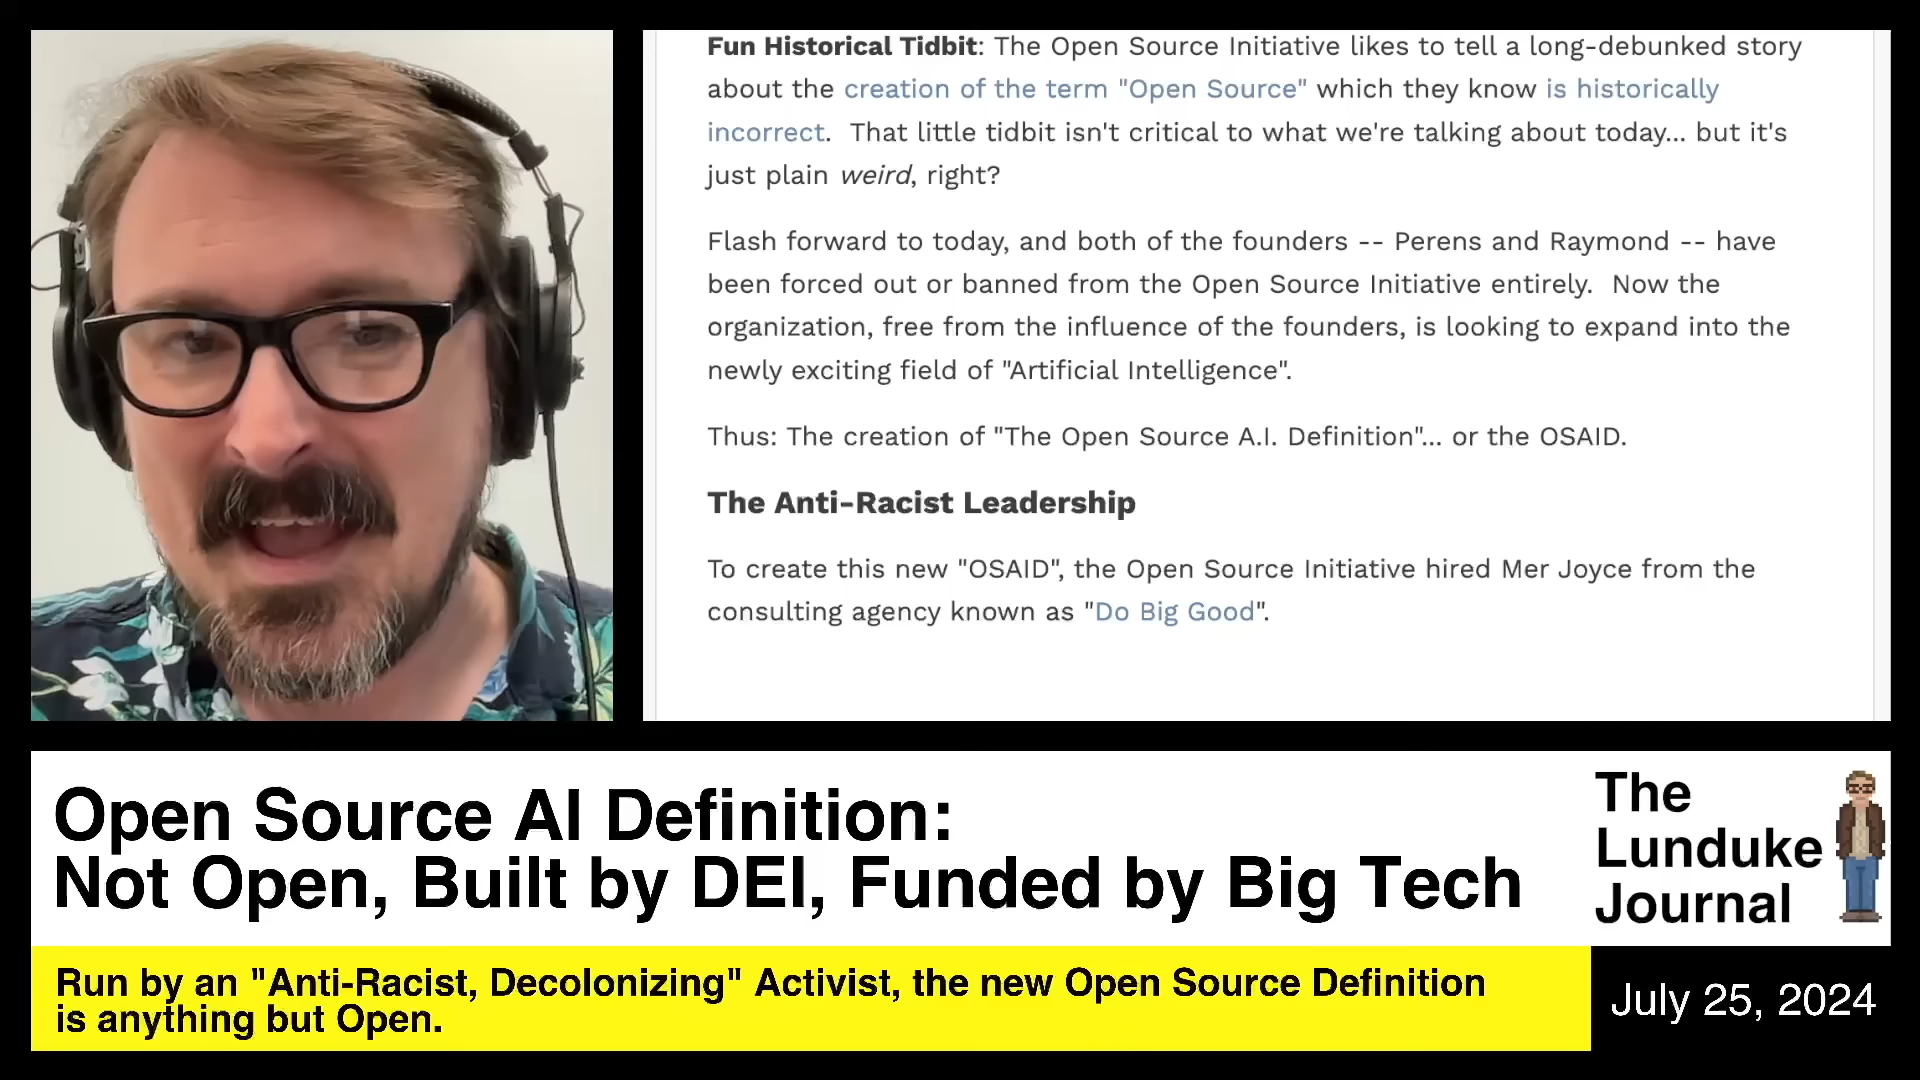 Fun Historical Tidbit: The Open Source Initiative likes to tell a long-debunked story
about the creation of the term "Open Source" which they know is historically
incorrect.  That little tidbit isn't critical to what we're talking about today... but it's
just plain weird, right?
Flash forward to today, and both of the founders -- Perens and Raymond -- have
been forced out or banned from the Open Source Initiative entirely.  Now the
organization, free from the influence of the founders, is looking to expand into the
newly exciting field of "Artificial Intelligence".
Thus: The creation of "The Open Source A.I. Definition"... or the OSAID.
The Anti-Racist Leadership
To create this new "OSAID", the Open Source Initiative hired Mer Joyce from the
consulting agency known as "Do Big Good".
Open Source AI Definition:
Not Open, Built by DEI, Funded by Big Tech
The
Lunduke
Journal
Run by an "Anti-Racist, Decolonizing" Activist, the new Open Source Definition
is anything but Open.
July 25, 2024